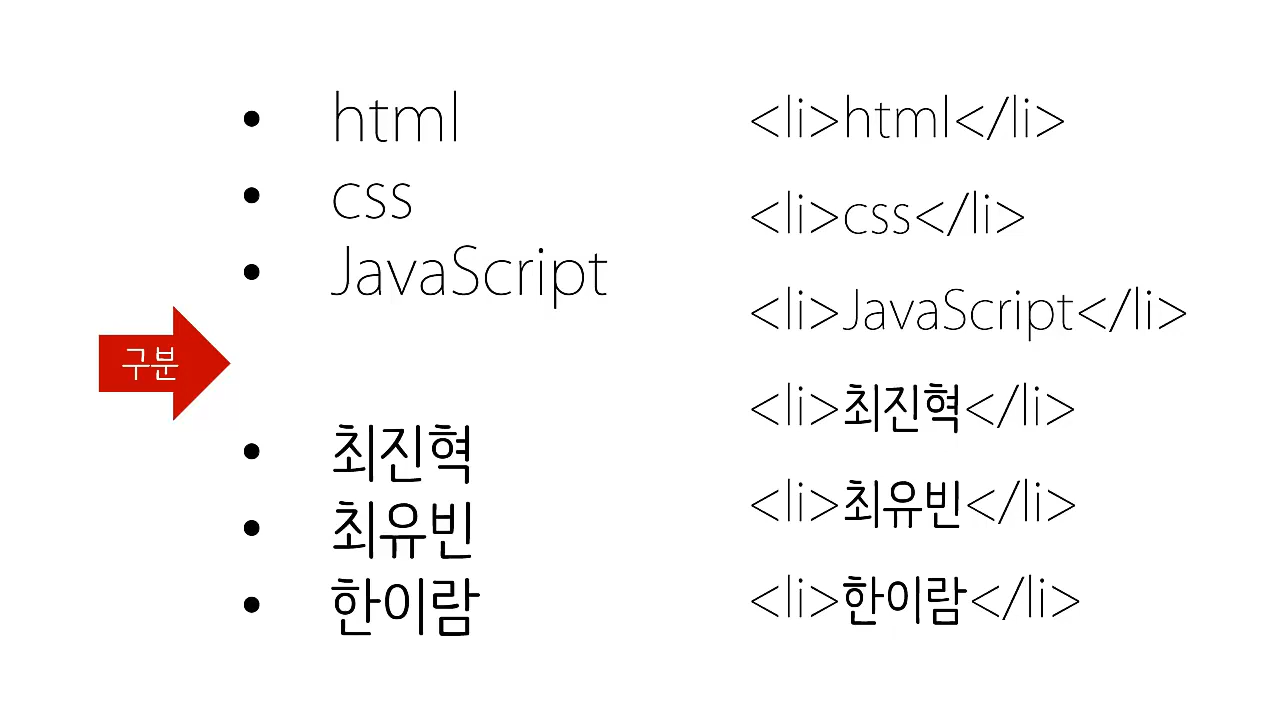 • html
• css
• JavaScript
구분
• 최진혁
• 최유빈
• 한이람
<li>html</li>
<li>css</li>
<li>JavaScript</li>
<li>최진혁</li>
<li>최유빈</li>
<li>한이람</li>